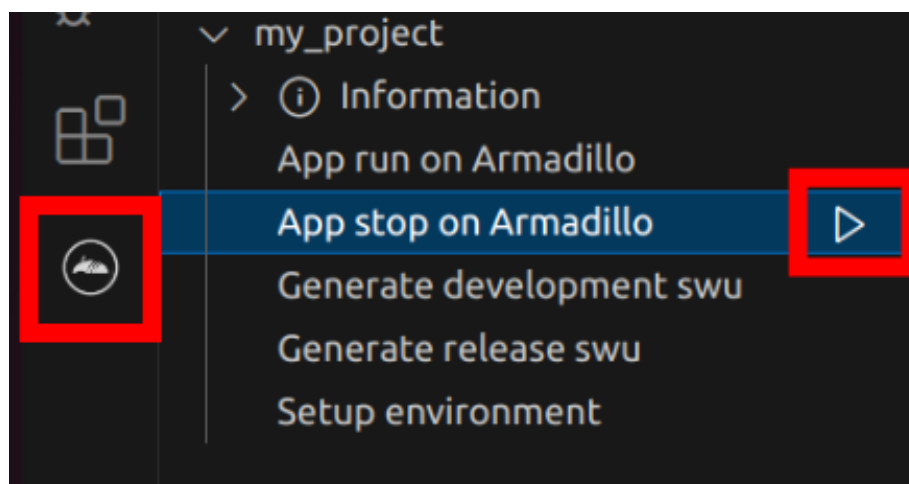 my_project
Information
App run on Armadillo
App stop on Armadillo
Generate development swu
Generate release swu
Setup environment